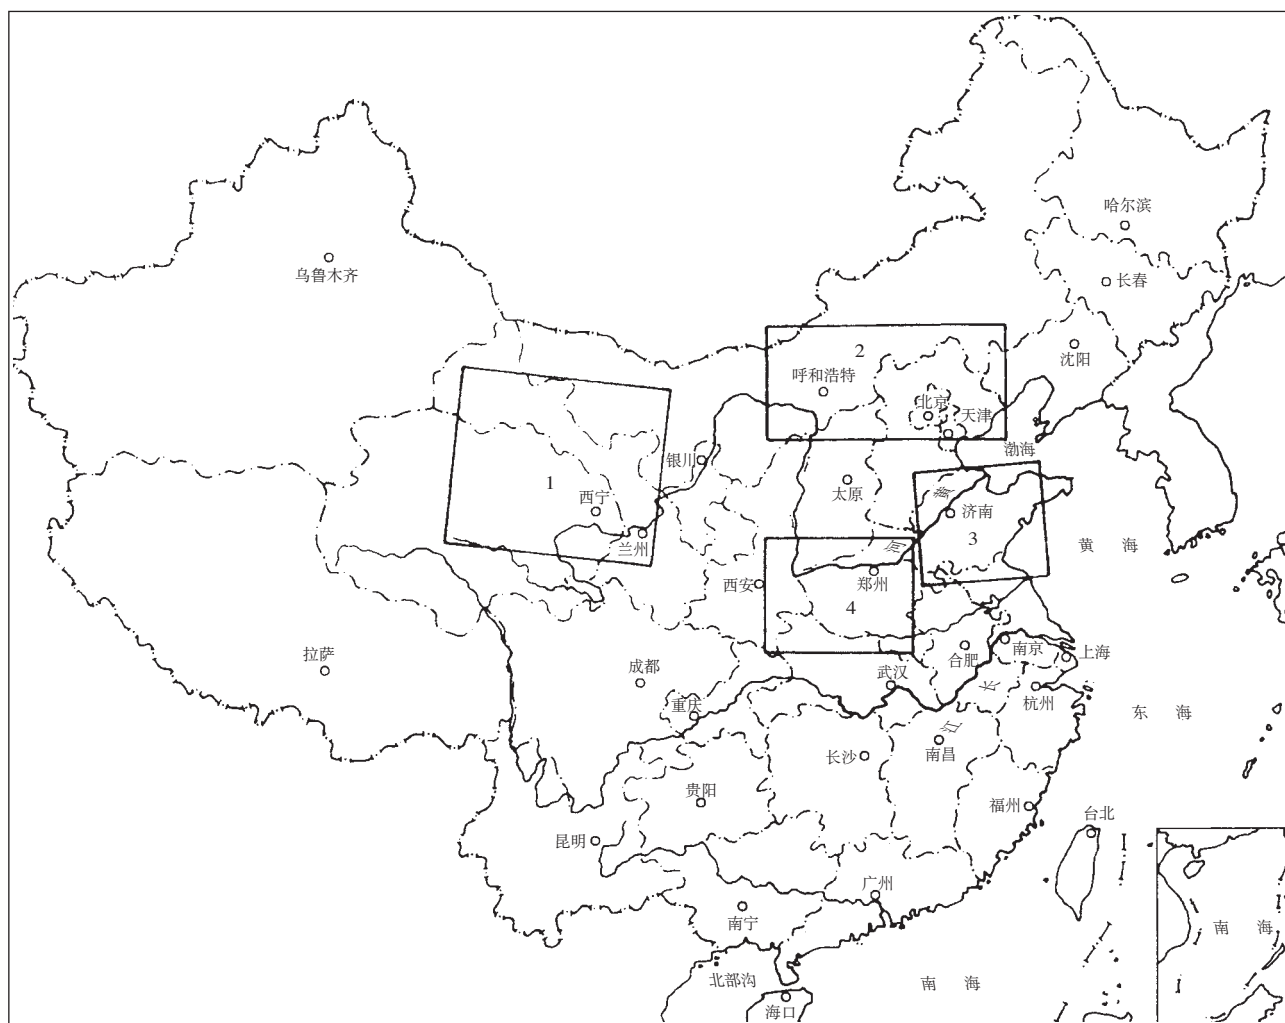 哈尔滨
乌鲁木齐
长春
沈阳
2
呼和浩特
北京
天津
渤海
银川
1
太原
黄
西宁
济南
3
兰州
河
黄 海
西安
郑州
4
拉萨
成都
武汉
合肥
南京
上海
长
重庆
杭州
东 海
江
长沙
南昌
贵阳
福州
台北
昆明
广州
南宁
南 海
北部沟
南 海
海口